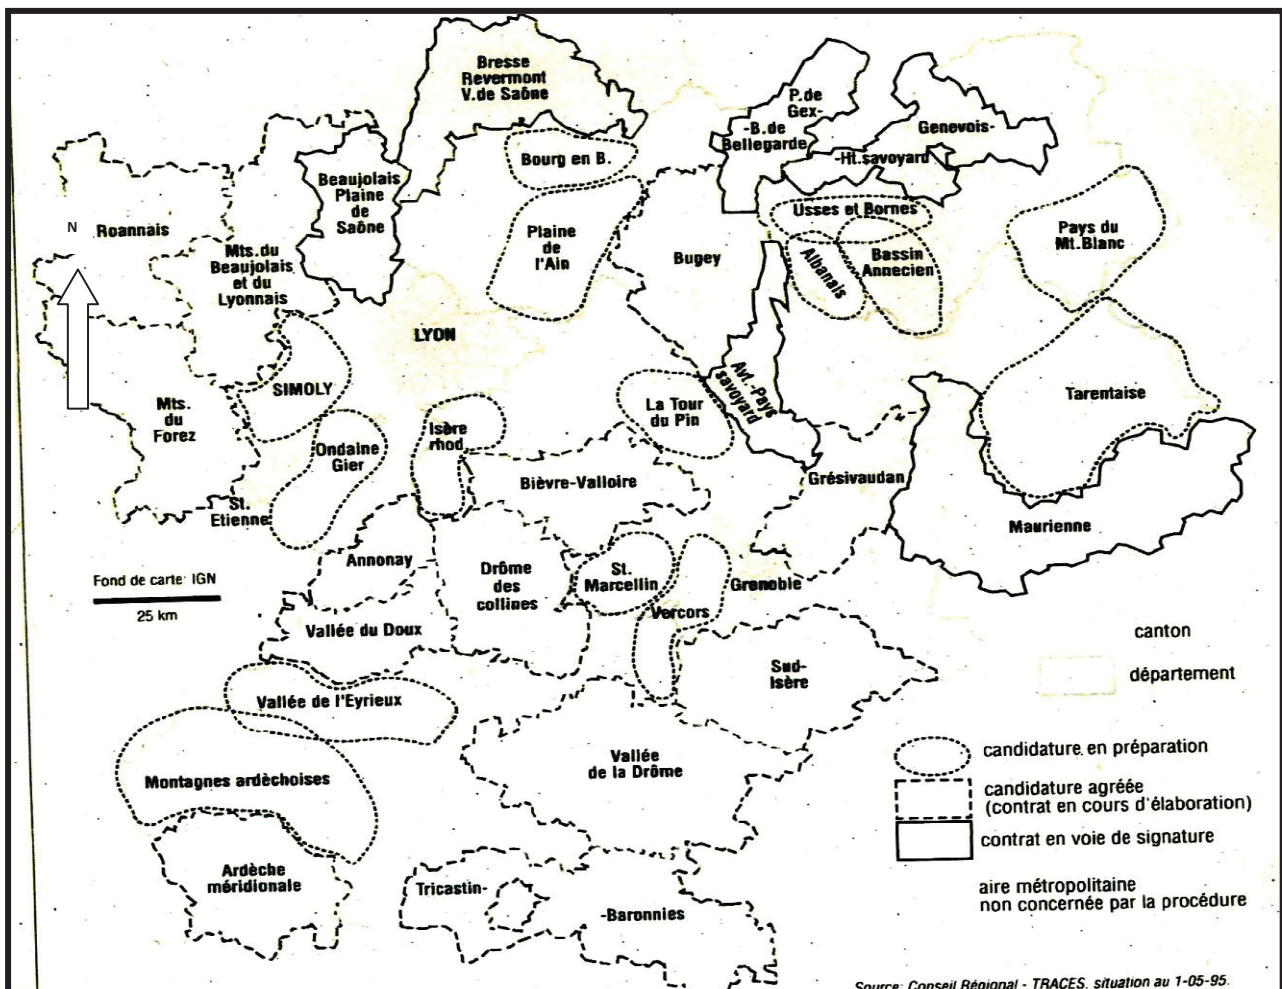 Bresse
Revermont
V.de Saône
P.de
Gex-
-B.de
Bellegarde
Genevois-
-Ht.savoyard
Bourg en B.
Beaujolais
Plaine
de
Saône
Usses et Bornes
N
Roannais
Mts.du
Beaujolais
et du
Lyonnais
Plaine
de
l'Ain
Bugey
Albanais
Bassin
Annecien
Pays du
Mt.Blanc
LYON
SIMOLY
Avt.-Pays
savoyard
Tarentaise
Mts.
du
Forez
La Tour
du Pin
Isère
rhod
Ondaine
Gier
Bièvre-Valloire
Grésivaudan
St.
Etienne
Maurienne
Annonay
Drôme
des
collines
St.
Marcellin
Grenoble
Fond de carte: IGN
25 km
Vercors
Vallée du Doux
canton
Sud-
Isère
département
Vallée de l'Eyrieux
candidature en préparation
Vallée
de la Drôme
Montagnes ardèchoises
candidature agréée
(contrat en cours d'élaboration)
contrat en voie de signature
Ardèche
méridionale
Tricastin-
-Baronnies
aire métropolitaine
non concernée par la procédure
Source: Conseil Régional - TRACES, situation au 1-05-95.